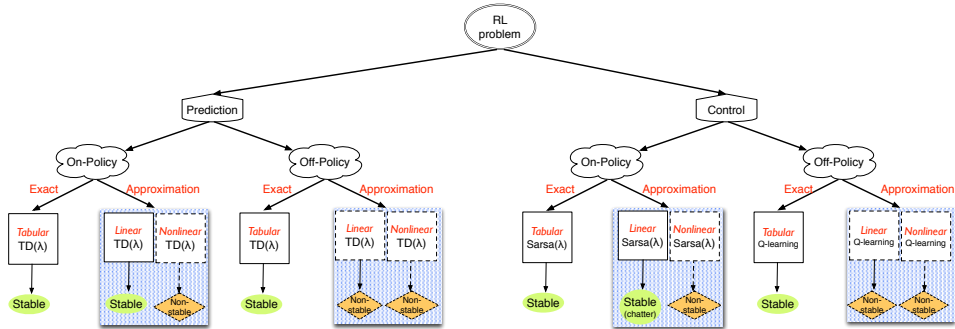 RL
problem
Prediction
Control
On-Policy
Off-Policy
On-Policy
Off-Policy
Exact
Approximation
Exact
Approximation
Exact
Approximation
Exact
Approximation
Tabular
TD(λ)
Linear
TD(λ)
Nonlinear
TD(λ)
Tabular
TD(λ)
Linear
TD(λ)
Nonlinear
TD(λ)
Tabular
Sarsa(λ)
Linear
Sarsa(λ)
Nonlinear
Sarsa(λ)
Tabular
Q-learning
Linear
Q-learning
Nonlinear
Q-learning
Stable
Stable
Non-
stable
Stable
Non-
stable
Non-
stable
Stable
Stable
(chatter)
Non-
stable
Stable
Non-
stable
Non-
stable